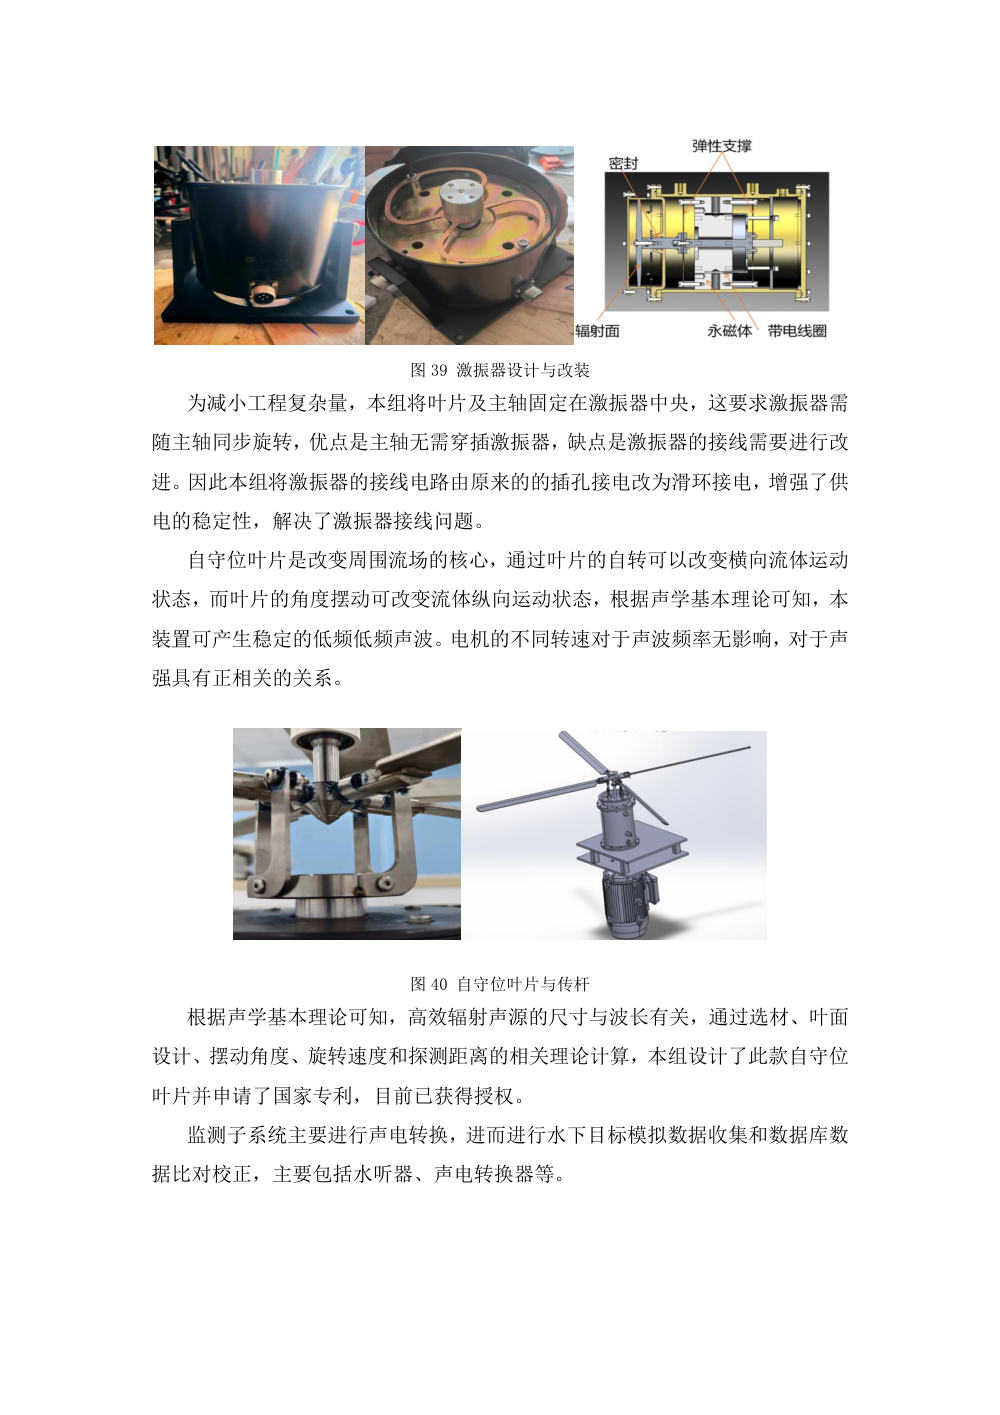 弹性支撑
密封
辐射面
永磁体
带电线圈
图 39 激振器设计与改装
为减小工程复杂量，本组将叶片及主轴固定在激振器中央，这要求激振器需
随主轴同步旋转，优点是主轴无需穿插激振器，缺点是激振器的接线需要进行改
进。因此本组将激振器的接线电路由原来的的插孔接电改为滑环接电，增强了供
电的稳定性，解决了激振器接线问题。
自守位叶片是改变周围流场的核心，通过叶片的自转可以改变横向流体运动
状态，而叶片的角度摆动可改变流体纵向运动状态，根据声学基本理论可知，本
装置可产生稳定的低频低频声波。电机的不同转速对于声波频率无影响，对于声
强具有正相关的关系。
图 40 自守位叶片与传杆
根据声学基本理论可知，高效辐射声源的尺寸与波长有关，通过选材、叶面
设计、摆动角度、旋转速度和探测距离的相关理论计算，本组设计了此款自守位
叶片并申请了国家专利，目前已获得授权。
监测子系统主要进行声电转换，进而进行水下目标模拟数据收集和数据库数
据比对校正，主要包括水听器、声电转换器等。